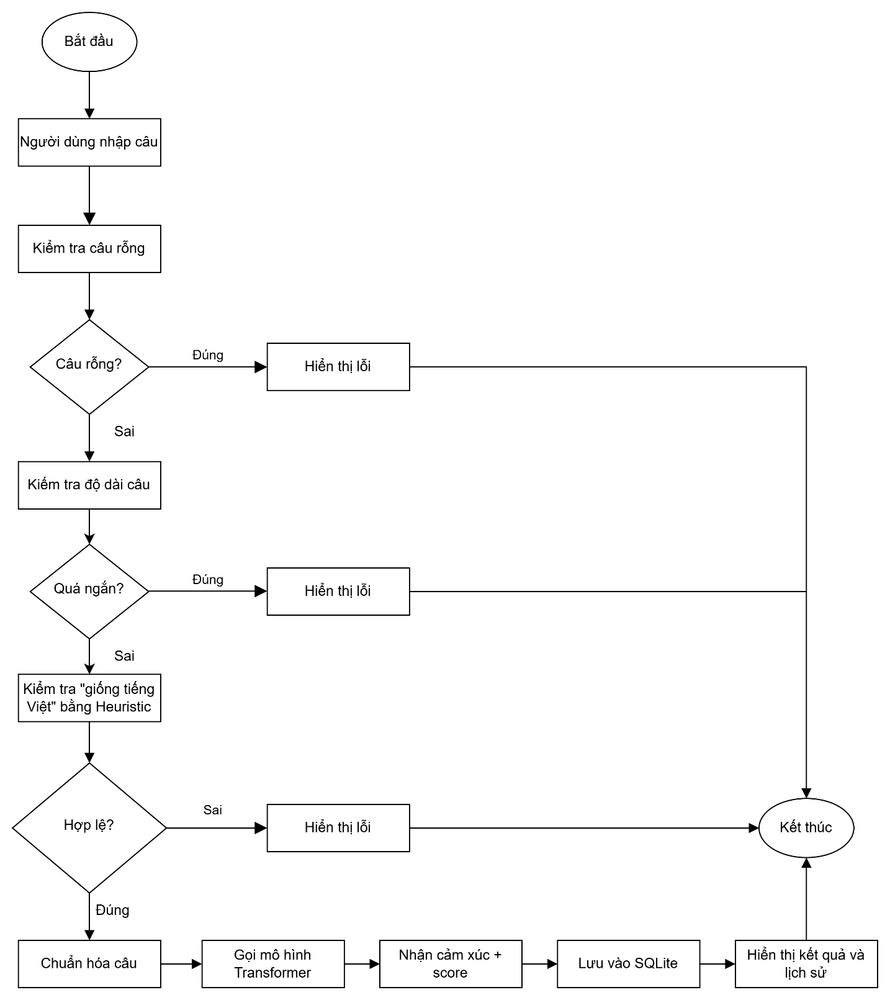 Bắt đầu
Người dùng nhập câu
Kiểm tra câu rỗng
Câu rỗng?
Đúng
Hiển thị lỗi
Sai
Kiếm tra độ dài câu
Quá ngắn?
Đúng
Hiển thị lỗi
Sai
Kiểm tra "giống tiếng
Việt" bằng Heuristic
Hợp lệ?
Sai
Hiển thị lỗi
Kết thúc
Đúng
Chuẩn hóa câu
Gọi mô hình
Transformer
Nhận cảm xúc +
score
Lưu vào SQLite
Hiển thị kết quả và
lịch sử